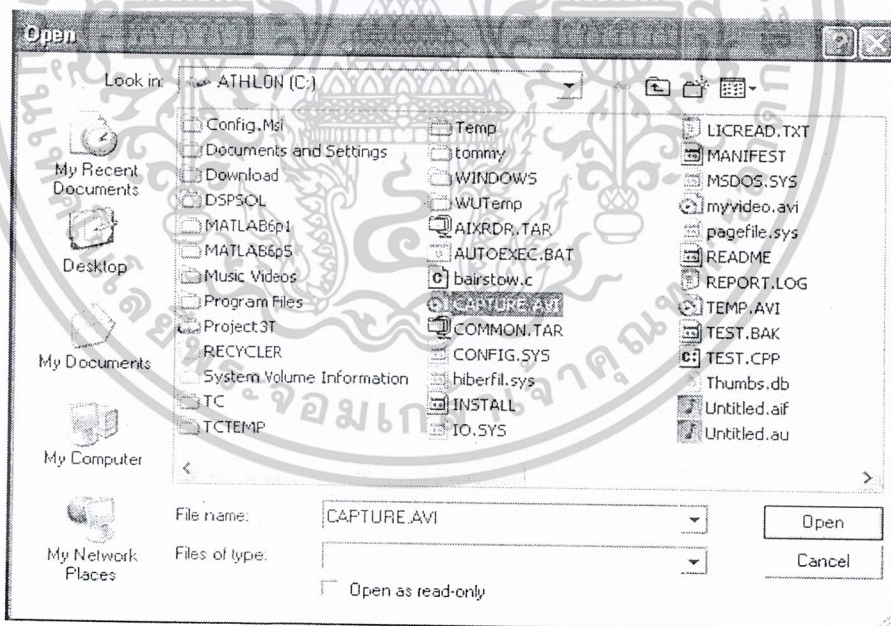 Open
Look in: ATHLON (C:)
My Recent Documents
Desktop
My Documents
My Computer
My Network Places
Config.Msi
Documents and Settings
Download
DSPSOL
MATLAB6p1
MATLAB6p5
Music Videos
Program Files
Project3T
RECYCLER
System Volume Information
TC
TCTEMP
Temp
tommy
WINDOWS
WUTemp
AIXRDR.TAR
AUTOEXEC.BAT
bairstow.c
CAPTURE.AVI
COMMON.TAR
CONFIG.SYS
hiberfil.sys
INSTALL
IO.SYS
LICREAD.TXT
MANIFEST
MSDOS.SYS
myvideo.avi
pagefile.sys
README
REPORT.LOG
TEMP.AVI
TEST.BAK
TEST.CPP
Thumbs.db
Untitled.aif
Untitled.au
File name: CAPTURE.AVI
Open
Files of type:
Cancel
Open as read-only